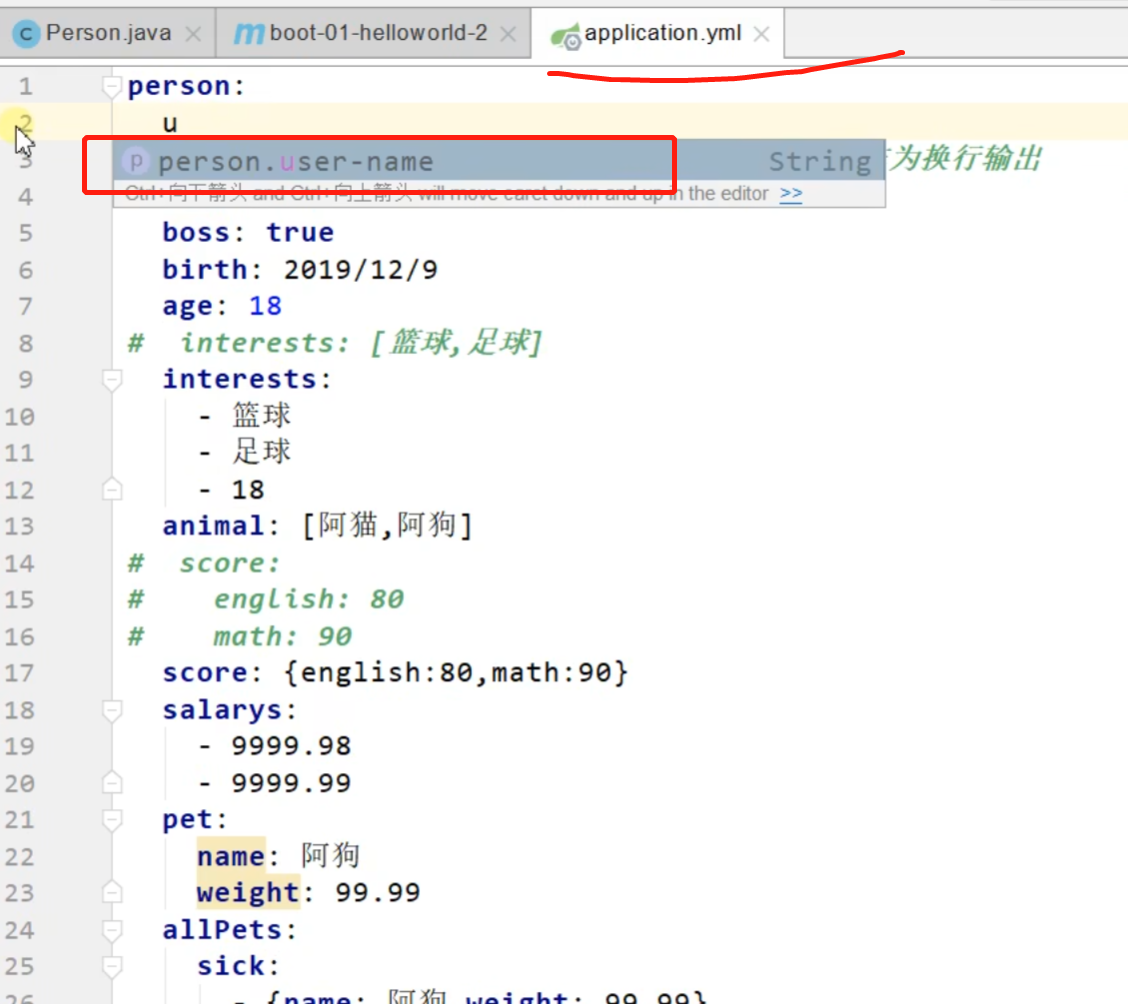 C Person.java × m boot-01-helloworld-2 × application.yml ×
1 person:
2 u
p person.user-name String
3 为换行输出
4 Ctrl+向下箭头 and Ctrl+向上箭头 will move caret down and up in the editor >>
5 boss: true
6 birth: 2019/12/9
7 age: 18
8 # interests: [篮球,足球]
9 interests:
10 - 篮球
11 - 足球
12 - 18
13 animal: [阿猫,阿狗]
14 # score:
15 # english: 80
16 # math: 90
17 score: {english:80,math:90}
18 salarys:
19 - 9999.98
20 - 9999.99
21 pet:
22 name: 阿狗
23 weight: 99.99
24 allPets:
25 sick:
26 - {name: 阿狗,weight: 99.99}